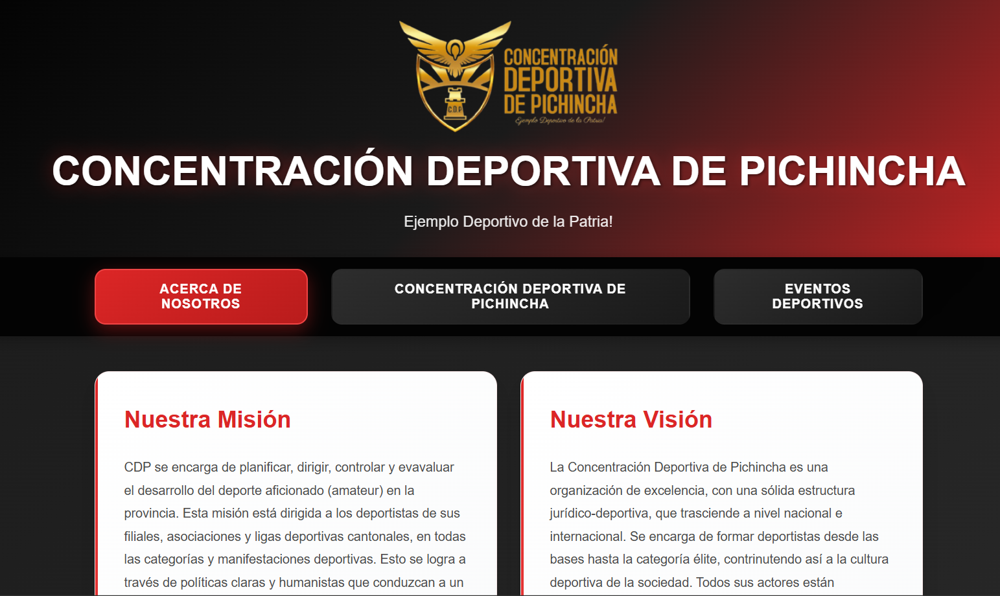 CONCENTRACIÓN
DEPORTIVA
DE PICHINCHA
Ejemplo Deportivo de la Patria!
C.D.P
CONCENTRACIÓN DEPORTIVA DE PICHINCHA
Ejemplo Deportivo de la Patria!
ACERCA DE
NOSOTROS
CONCENTRACIÓN DEPORTIVA DE
PICHINCHA
EVENTOS
DEPORTIVOS
Nuestra Misión
CDP se encarga de planificar, dirigir, controlar y evavaluar
el desarrollo del deporte aficionado (amateur) en la
provincia. Esta misión está dirigida a los deportistas de sus
filiales, asociaciones y ligas deportivas cantonales, en todas
las categorías y manifestaciones deportivas. Esto se logra a
través de políticas claras y humanistas que conduzcan a un
Nuestra Visión
La Concentración Deportiva de Pichincha es una
organización de excelencia, con una sólida estructura
jurídico-deportiva, que trasciende a nivel nacional e
internacional. Se encarga de formar deportistas desde las
bases hasta la categoría élite, contrinutendo así a la cultura
deportiva de la sociedad. Todos sus actores están